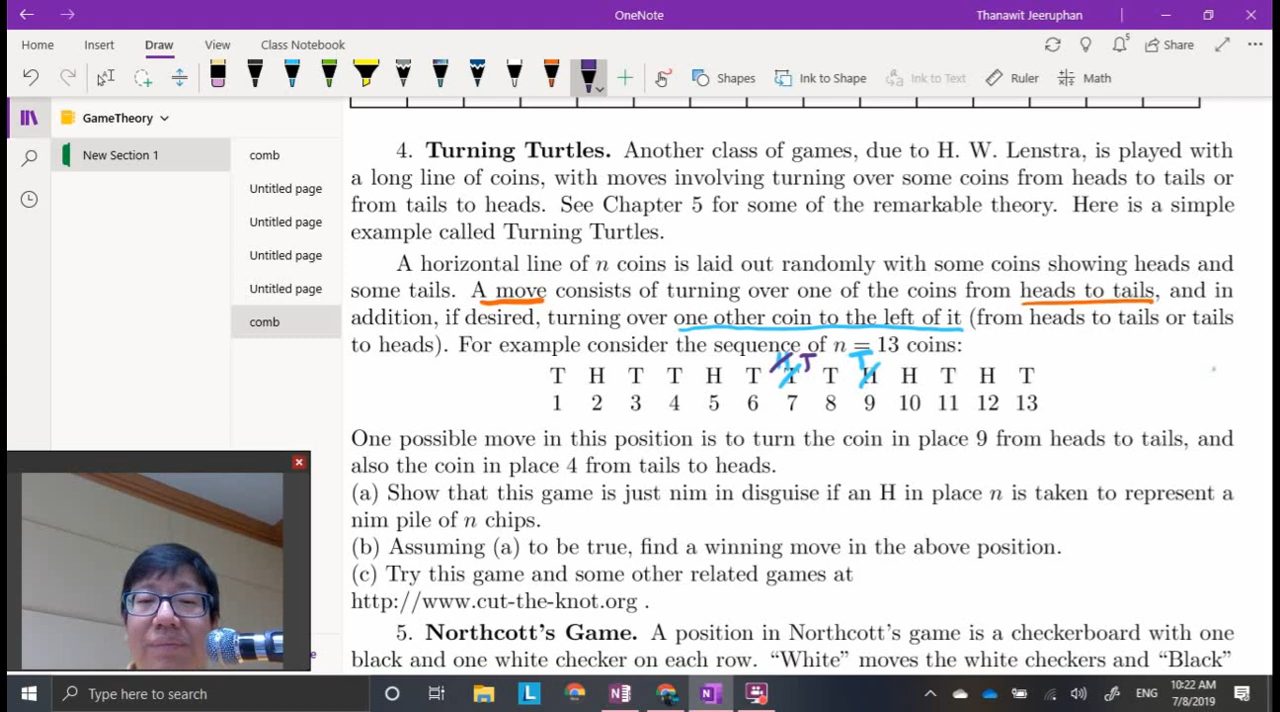 OneNote
Thanawit Jeeruphan
Home Insert Draw View Class Notebook
5
Share
Shapes Ink to Shape Ink to Text Ruler Math
GameTheory
New Section 1
comb
Untitled page
Untitled page
Untitled page
Untitled page
comb
4. Turning Turtles. Another class of games, due to H. W. Lenstra, is played with
a long line of coins, with moves involving turning over some coins from heads to tails or
from tails to heads. See Chapter 5 for some of the remarkable theory. Here is a simple
example called Turning Turtles.
A horizontal line of n coins is laid out randomly with some coins showing heads and
some tails. A move consists of turning over one of the coins from heads to tails, and in
addition, if desired, turning over one other coin to the left of it (from heads to tails or tails
to heads). For example consider the sequence of n = 13 coins:
H T T
T H T T H T T T H H T H T
1 2 3 4 5 6 7 8 9 10 11 12 13
One possible move in this position is to turn the coin in place 9 from heads to tails, and
also the coin in place 4 from tails to heads.
(a) Show that this game is just nim in disguise if an H in place n is taken to represent a
nim pile of n chips.
(b) Assuming (a) to be true, find a winning move in the above position.
(c) Try this game and some other related games at
http://www.cut-the-knot.org .
5. Northcott's Game. A position in Northcott's game is a checkerboard with one
black and one white checker on each row. "White" moves the white checkers and "Black"
Type here to search
ENG
10:22 AM
7/8/2019